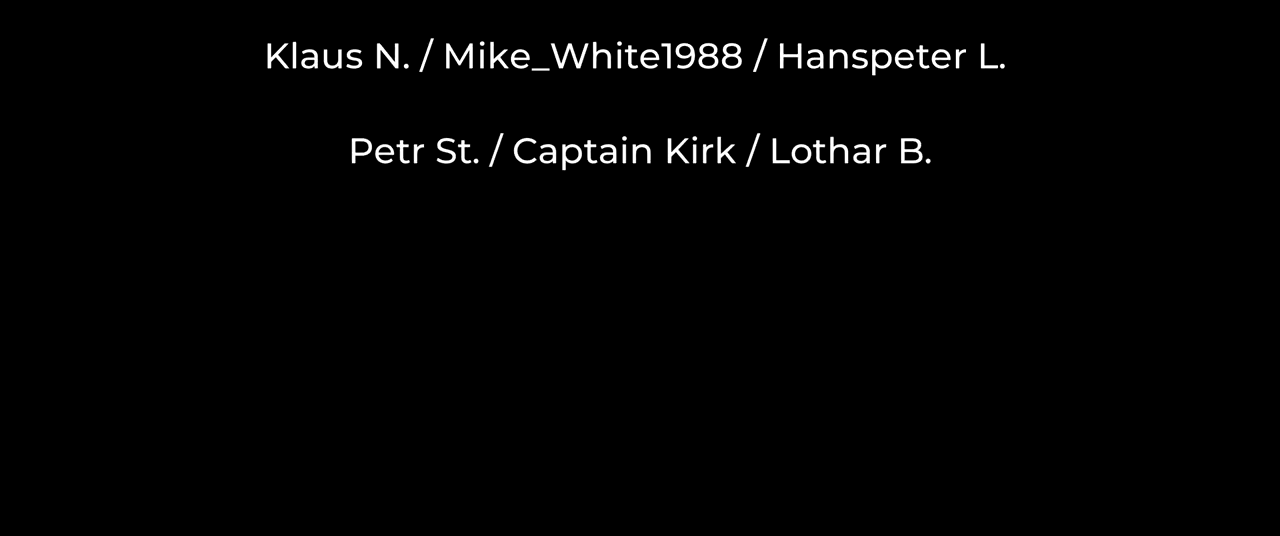 Klaus N. / Mike_White1988 / Hanspeter L.
Petr St. / Captain Kirk / Lothar B.